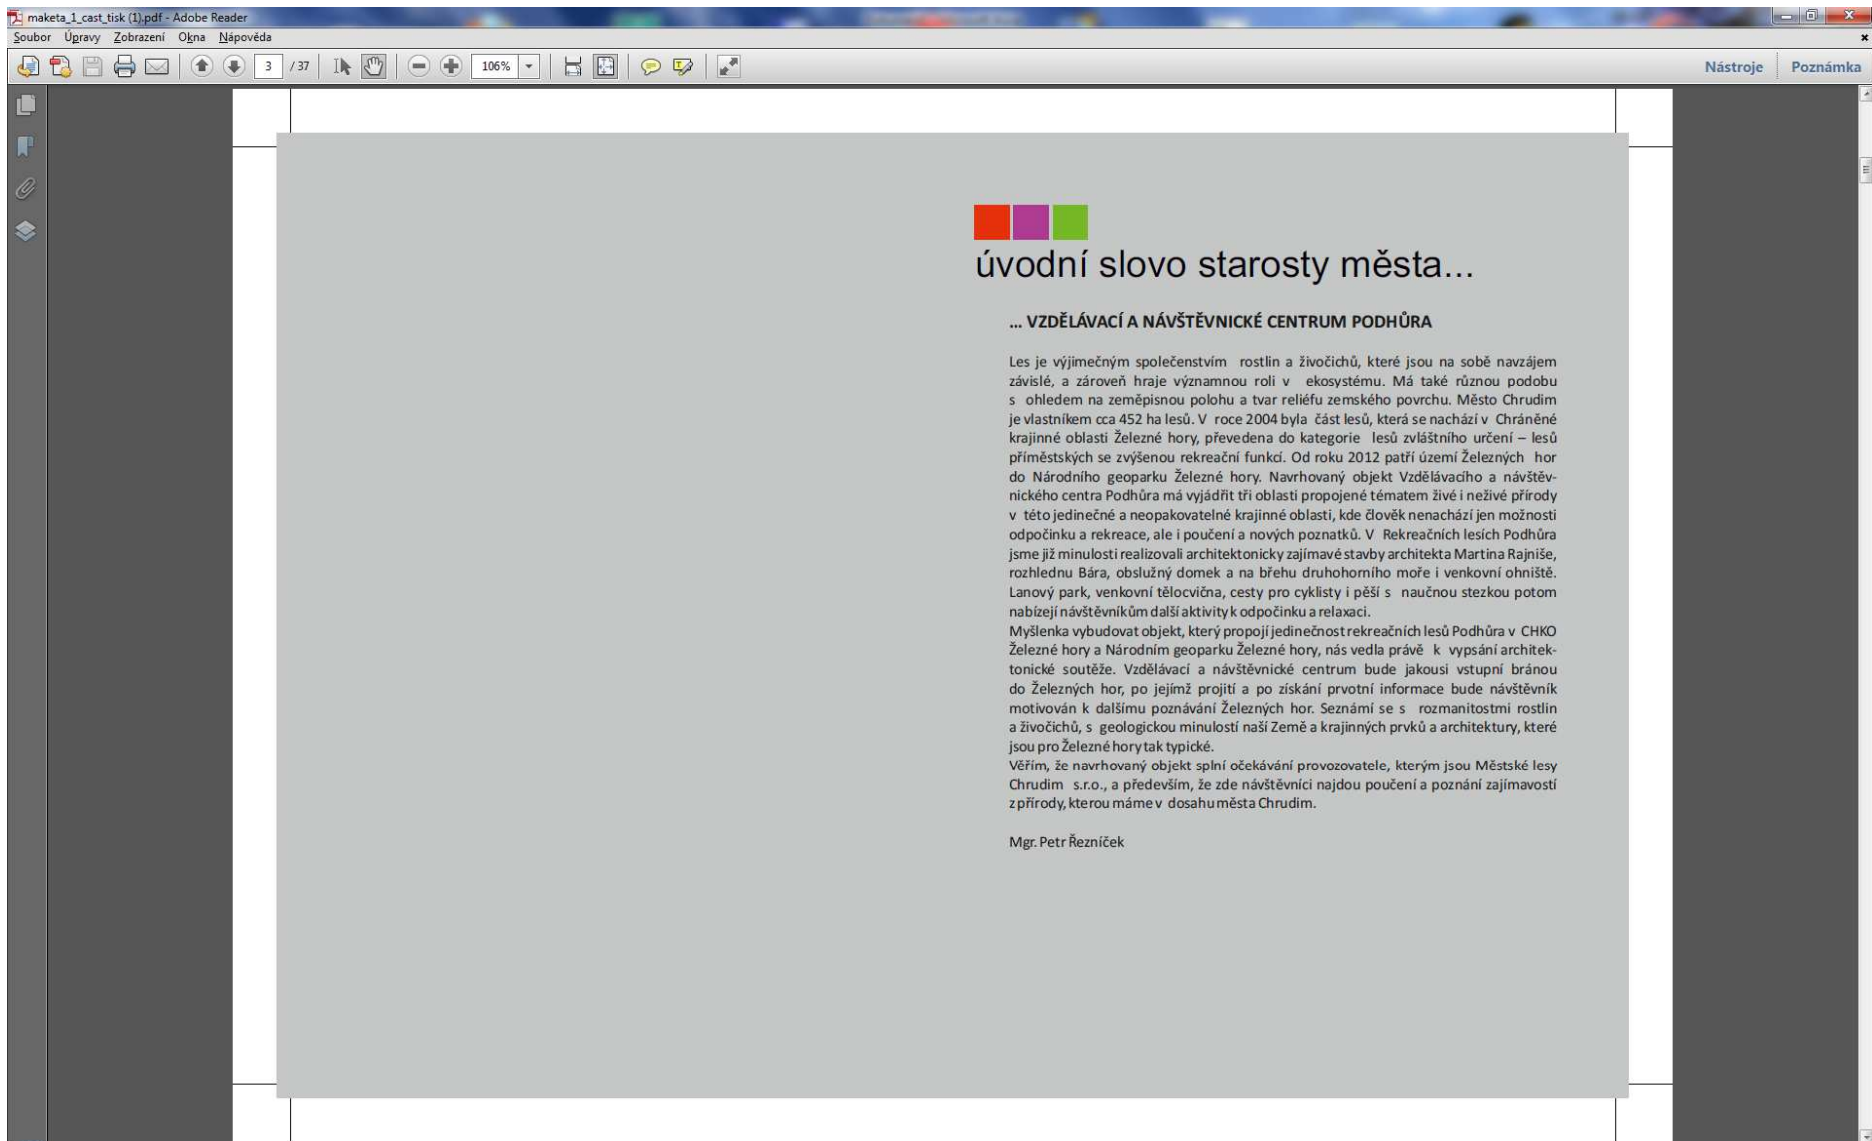 maketa_1_cast_tisk (1).pdf - Adobe Reader
Soubor Úpravy Zobrazení Okna Nápověda
3 / 37 106% Nástroje Poznámka
úvodní slovo starosty města...
... VZDĚLÁVACÍ A NÁVŠTĚVNICKÉ CENTRUM PODHŮRA
Les je výjimečným společenstvím rostlin a živočichů, které jsou na sobě navzájem
závislé, a zároveň hraje významnou roli v ekosystému. Má také různou podobu
s ohledem na zeměpisnou polohu a tvar reliéfu zemského povrchu. Město Chrudim
je vlastníkem cca 452 ha lesů. V roce 2004 byla část lesů, která se nachází v Chráněné
krajinné oblasti Železné hory, převedena do kategorie lesů zvláštního určení – lesů
příměstských se zvýšenou rekreační funkcí. Od roku 2012 patří území Železných hor
do Národního geoparku Železné hory. Navrhovaný objekt Vzdělávacího a návštěv-
nického centra Podhůra má vyjádřit tři oblasti propojené tématem živé i neživé přírody
v této jedinečné a neopakovatelné krajinné oblasti, kde člověk nenachází jen možnosti
odpočinku a rekreace, ale i poučení a nových poznatků. V Rekreačních lesích Podhůra
jsme již minulosti realizovali architektonicky zajímavé stavby architekta Martina Rajniše,
rozhlednu Bára, obslužný domek a na břehu druhohorního moře i venkovní ohniště.
Lanový park, venkovní tělocvična, cesty pro cyklisty i pěší s naučnou stezkou potom
nabízejí návštěvníkům další aktivity k odpočinku a relaxaci.
Myšlenka vybudovat objekt, který propojí jedinečnost rekreačních lesů Podhůra v CHKO
Železné hory a Národním geoparku Železné hory, nás vedla právě k vypsání architek-
tonické soutěže. Vzdělávací a návštěvnické centrum bude jakousi vstupní bránou
do Železných hor, po jejímž projití a po získání prvotní informace bude návštěvník
motivován k dalšímu poznávání Železných hor. Seznámí se s rozmanitostmi rostlin
a živočichů, s geologickou minulostí naší Země a krajinných prvků a architektury, které
jsou pro Železné hory tak typické.
Věřím, že navrhovaný objekt splní očekávání provozovatele, kterým jsou Městské lesy
Chrudim s.r.o., a především, že zde návštěvníci najdou poučení a poznání zajímavostí
z přírody, kterou máme v dosahu města Chrudim.
Mgr. Petr Řezníček